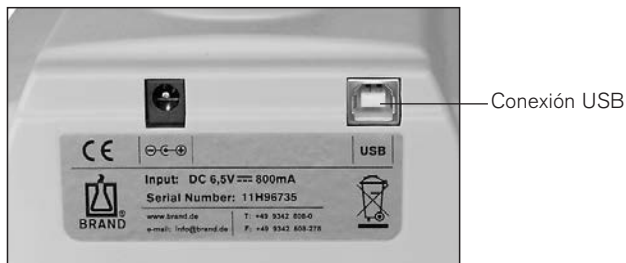 Conexión USB
CE
USB
Input: DC 6,5V 800mA
Serial Number: 11H96735
BRAND®
www.brand.de
e-mail: info@brand.de
T: +49 9342 808-0
F: +49 9342 808-278